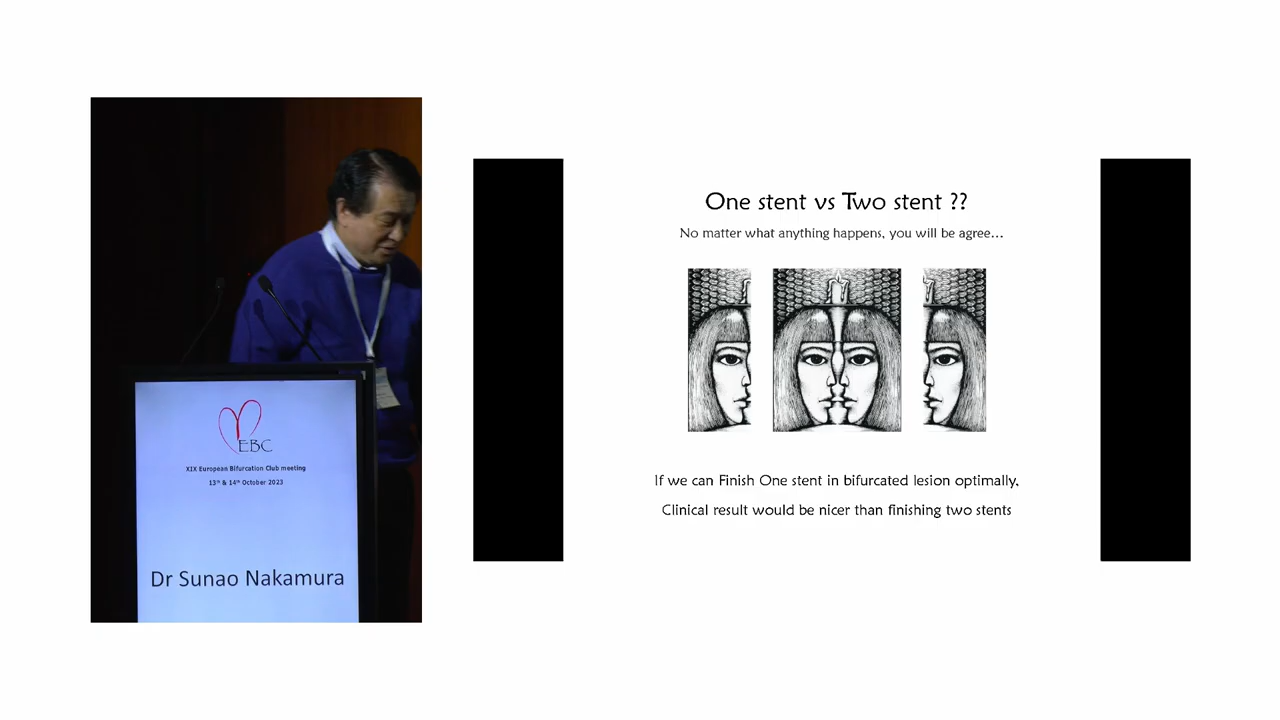 EBC
XIX European Bifurcation Club meeting
13th & 14th October 2023
Dr Sunao Nakamura
One stent vs Two stent ??
No matter what anything happens, you will be agree...
If we can Finish One stent in bifurcated lesion optimally,
Clinical result would be nicer than finishing two stents